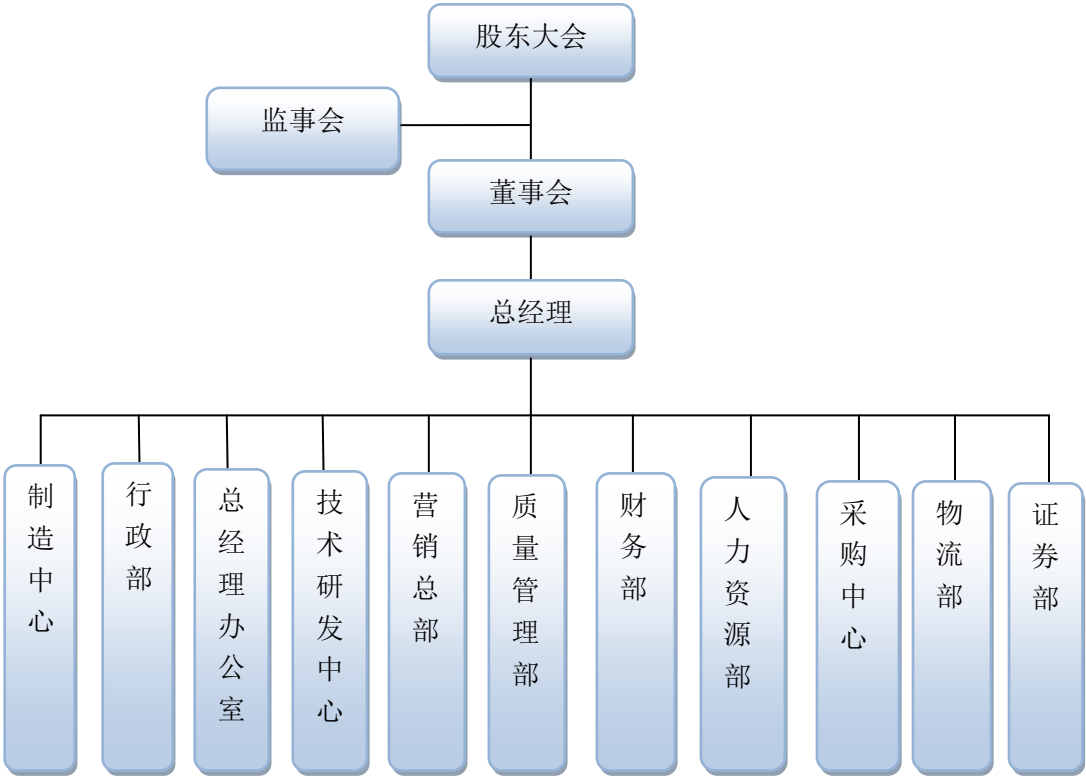 股东大会
监事会
董事会
总经理
制造中心
行政部
总经理办公室
技术研发中心
营销总部
质量管理部
财务部
人力资源部
采购中心
物流部
证券部